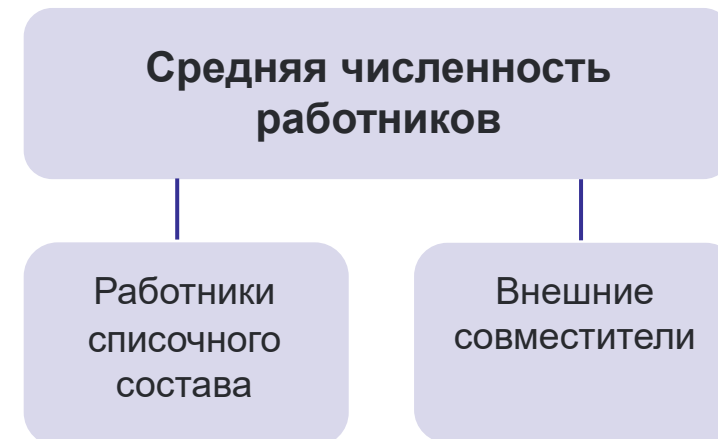 Средняя численность
работников
Работники
списочного
состава
Внешние
совместители